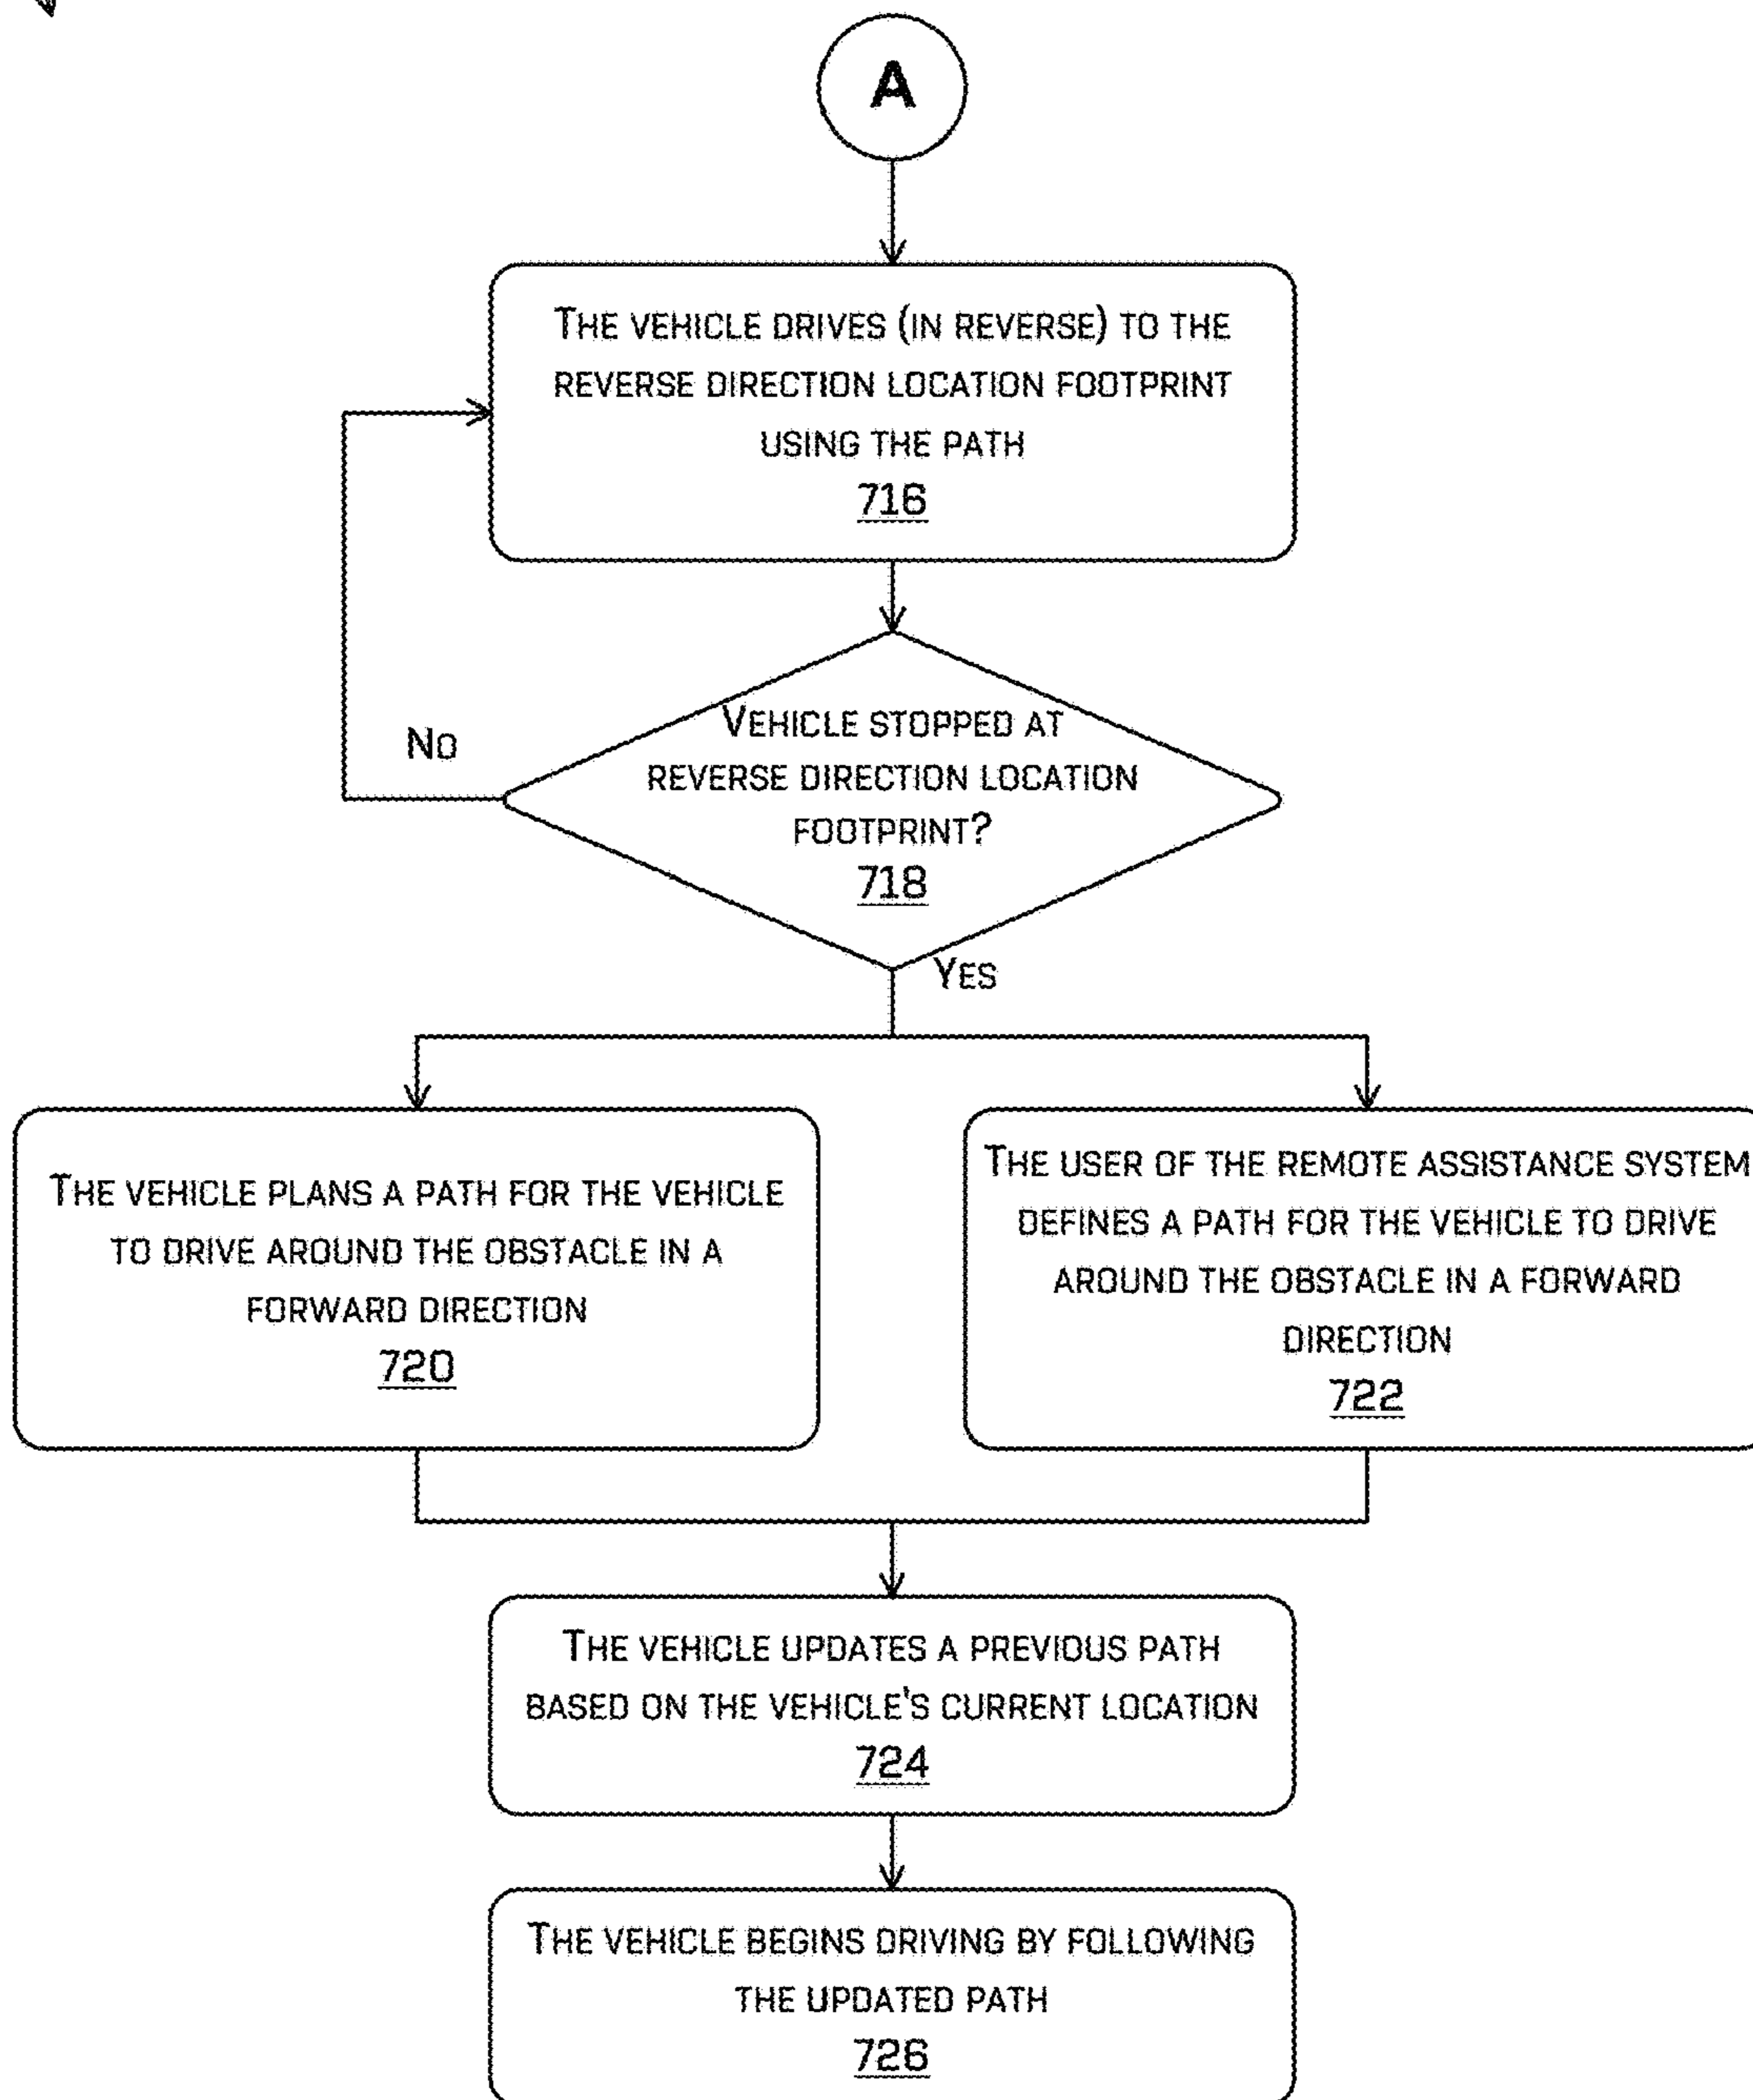 A
The vehicle drives (in reverse) to the
reverse direction location footprint
using the path
716
Vehicle stopped at
reverse direction location
footprint?
718
No
Yes
The vehicle plans a path for the vehicle
to drive around the obstacle in a
forward direction
720
The user of the remote assistance system
defines a path for the vehicle to drive
around the obstacle in a forward
direction
722
The vehicle updates a previous path
based on the vehicle's current location
724
The vehicle begins driving by following
the updated path
726